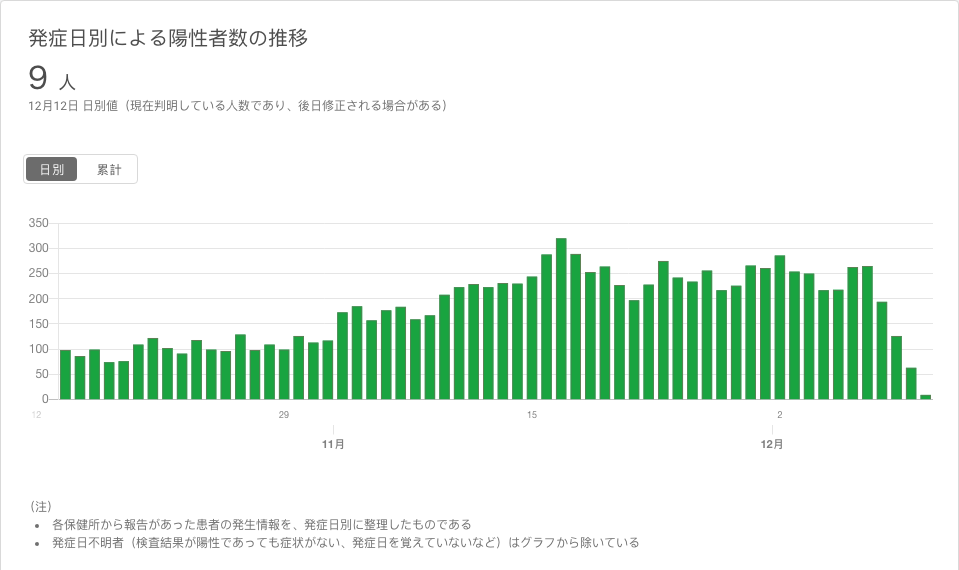 発症日別による陽性者数の推移
9 人
12月12日 日別値（現在判明している人数であり、後日修正される場合がある）
日別 累計
350
300
250
200
150
100
50
0
12 29 15 2
11月 12月
（注）
• 各保健所から報告があった患者の発生情報を、発症日別に整理したものである
• 発症日不明者（検査結果が陽性であっても症状がない、発症日を覚えていないなど）はグラフから除いている